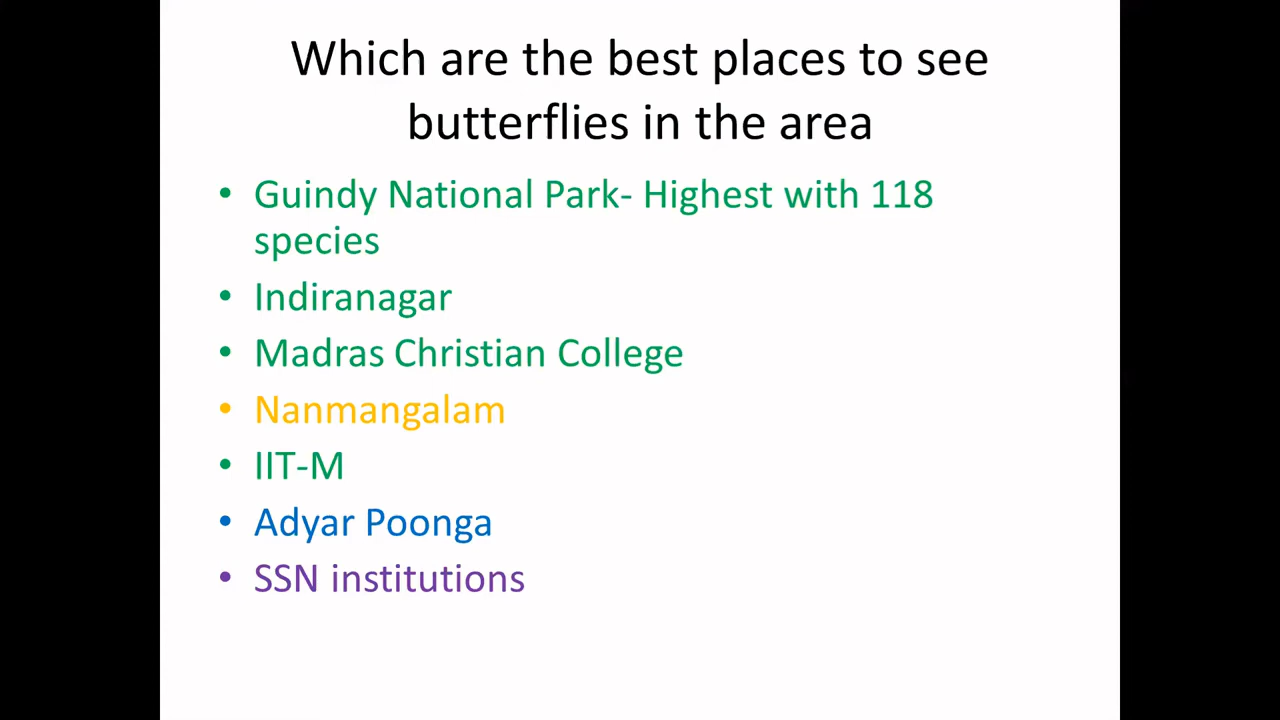 Which are the best places to see
butterflies in the area
• Guindy National Park- Highest with 118
species
• Indiranagar
• Madras Christian College
• Nanmangalam
• IIT-M
• Adyar Poonga
• SSN institutions